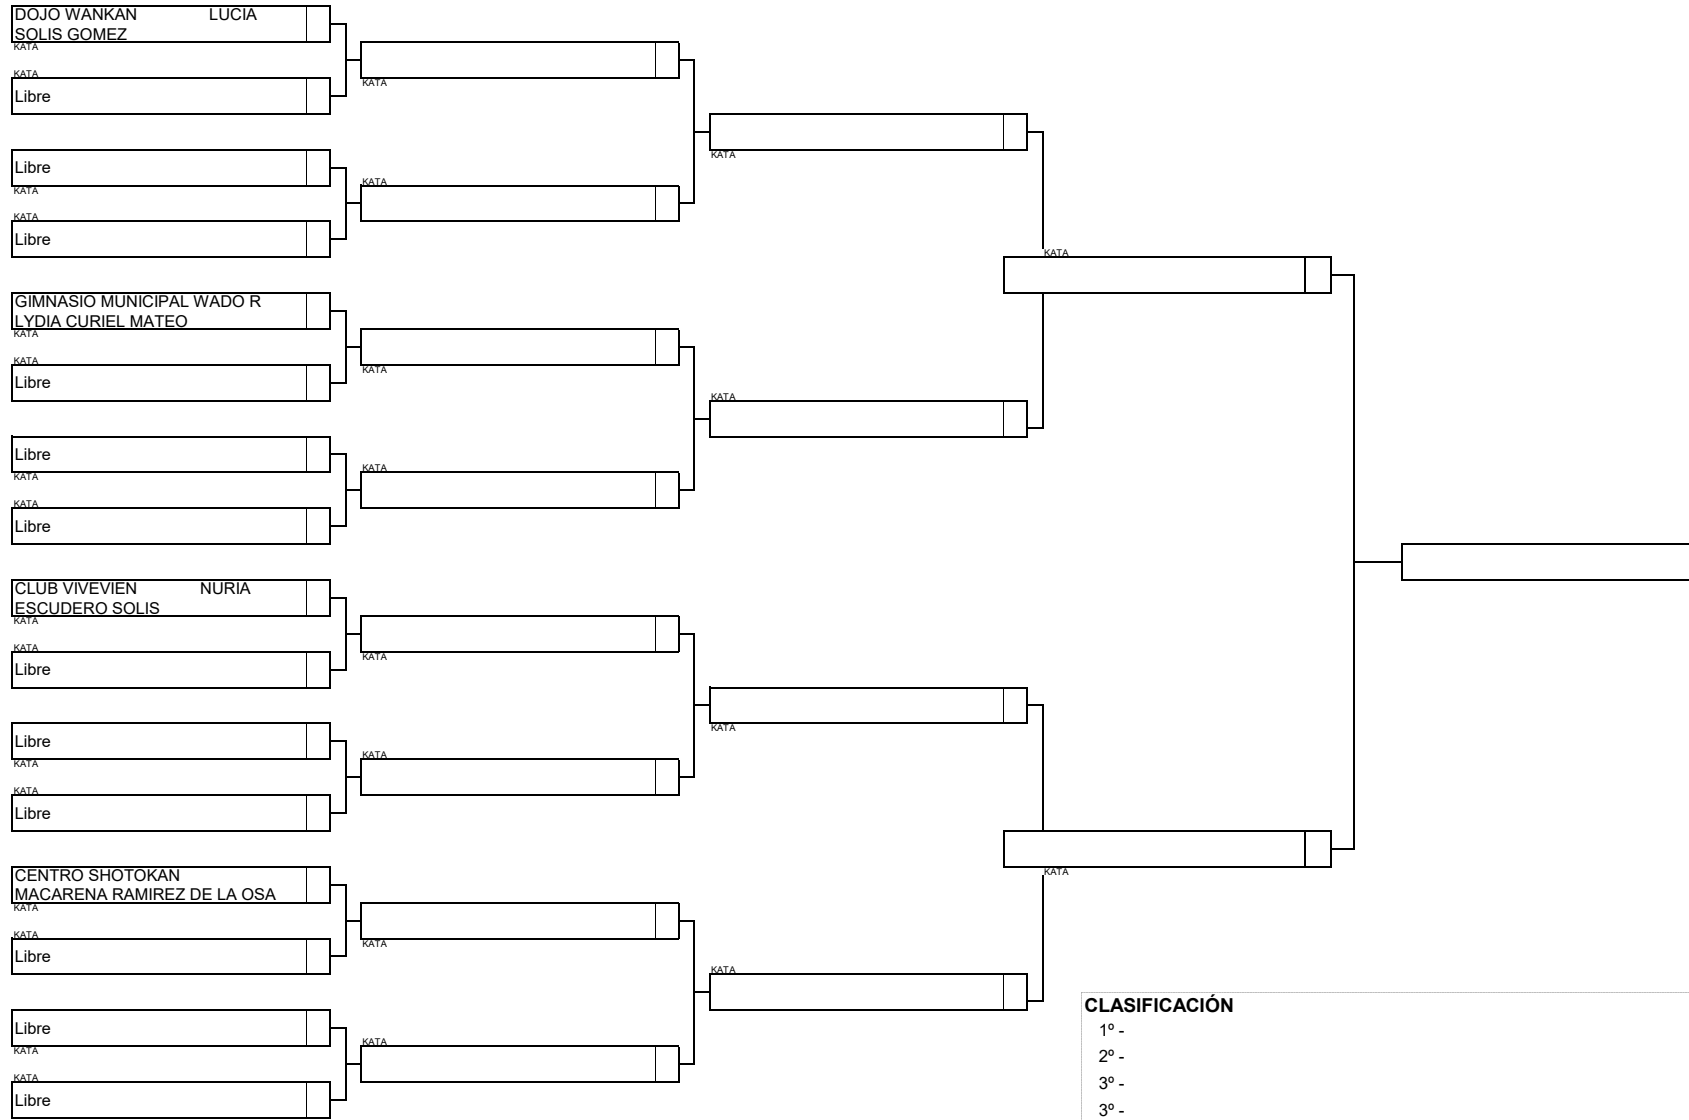 DOJO WANKAN LUCIA
SOLIS GOMEZ
KATA
KATA
Libre
KATA
Libre
KATA
KATA
Libre
KATA
KATA
KATA
GIMNASIO MUNICIPAL WADO R
LYDIA CURIEL MATEO
KATA
KATA
Libre
KATA
KATA
Libre
KATA
KATA
Libre
KATA
CLUB VIVEVIEN NURIA
ESCUDERO SOLIS
KATA
KATA
Libre
KATA
KATA
Libre
KATA
KATA
Libre
KATA
KATA
CENTRO SHOTOKAN
MACARENA RAMIREZ DE LA OSA
KATA
KATA
Libre
KATA
KATA
Libre
KATA
KATA
Libre
KATA
CLASIFICACIÓN
1º -
2º -
3º -
3º -